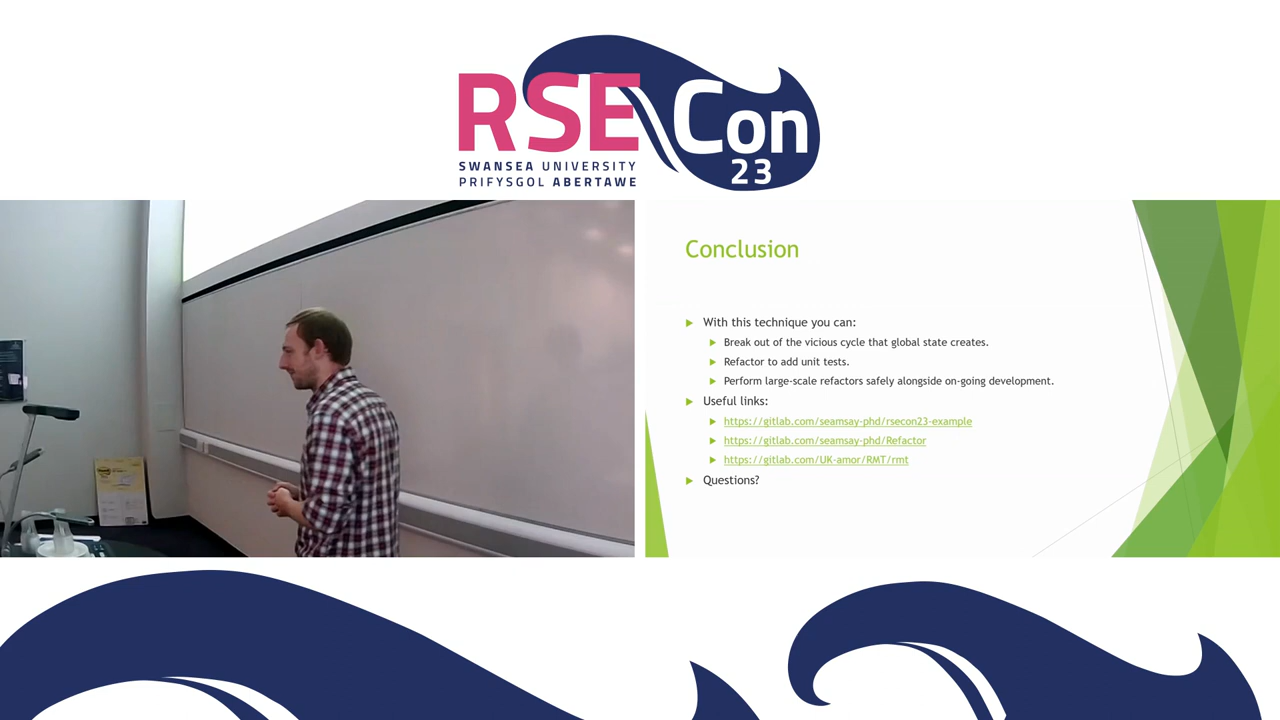 RSE Con
23
SWANSEA UNIVERSITY
PRIFYSGOL ABERTAWE
Conclusion
With this technique you can:
Break out of the vicious cycle that global state creates.
Refactor to add unit tests.
Perform large-scale refactors safely alongside on-going development.
Useful links:
https://gitlab.com/seamsay-phd/rsecon23-example
https://gitlab.com/seamsay-phd/Refactor
https://gitlab.com/UK-amor/RMT/rmt
Questions?